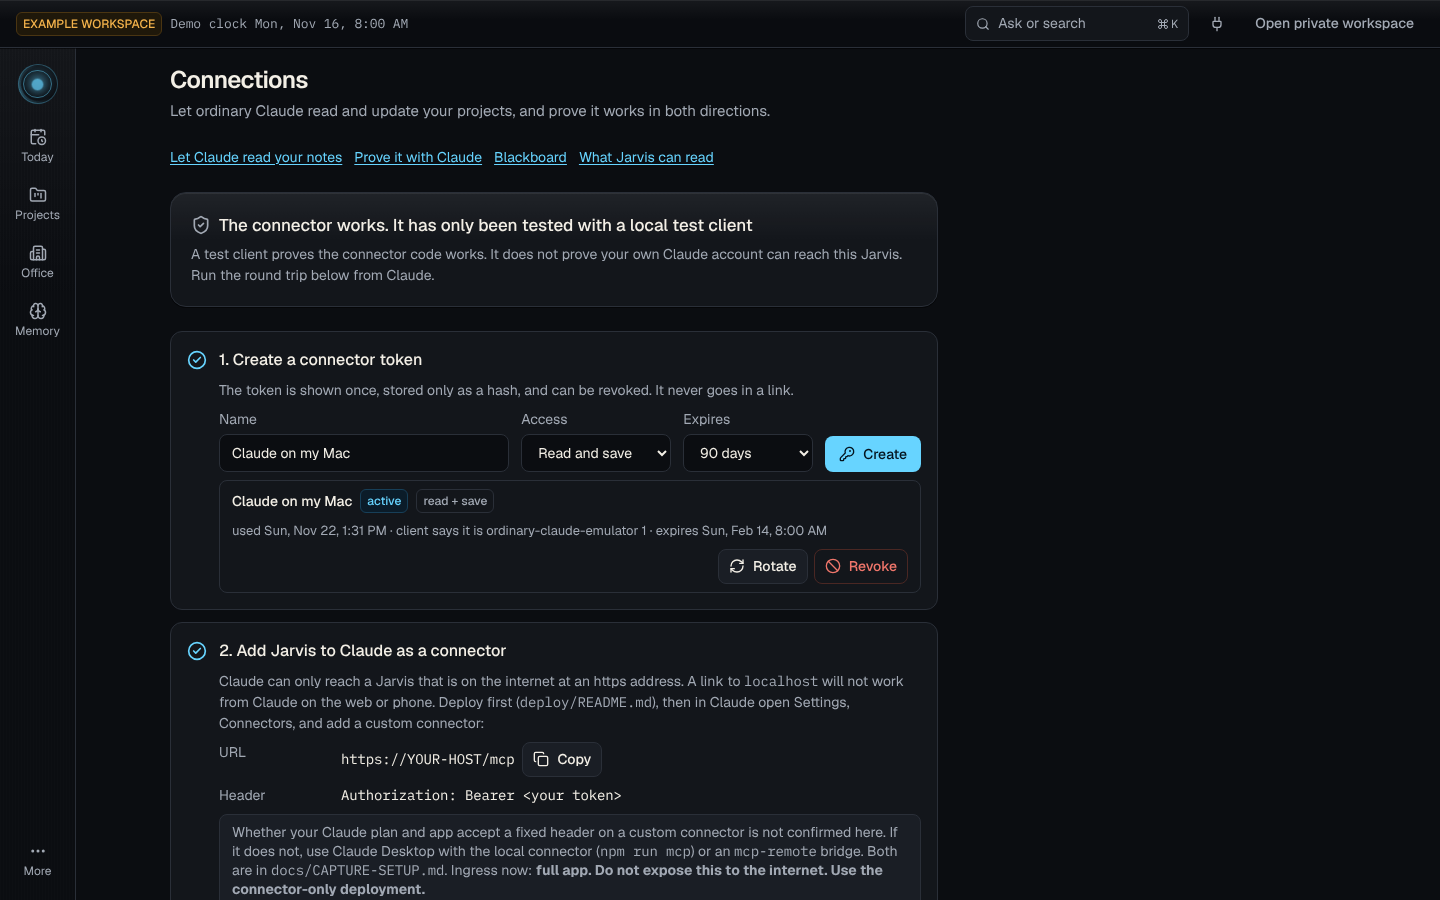 EXAMPLE WORKSPACE Demo clock Mon, Nov 16, 8:00 AM
Ask or search ⌘K
Open private workspace
Today
Projects
Office
Memory
More
Connections
Let ordinary Claude read and update your projects, and prove it works in both directions.
Let Claude read your notes Prove it with Claude Blackboard What Jarvis can read
The connector works. It has only been tested with a local test client
A test client proves the connector code works. It does not prove your own Claude account can reach this Jarvis.
Run the round trip below from Claude.
1. Create a connector token
The token is shown once, stored only as a hash, and can be revoked. It never goes in a link.
Name Access Expires
Claude on my Mac Read and save 90 days Create
Claude on my Mac active read + save
used Sun, Nov 22, 1:31 PM · client says it is ordinary-claude-emulator 1 · expires Sun, Feb 14, 8:00 AM
Rotate Revoke
2. Add Jarvis to Claude as a connector
Claude can only reach a Jarvis that is on the internet at an https address. A link to localhost will not work
from Claude on the web or phone. Deploy first (deploy/README.md), then in Claude open Settings,
Connectors, and add a custom connector:
URL https://YOUR-HOST/mcp Copy
Header Authorization: Bearer <your token>
Whether your Claude plan and app accept a fixed header on a custom connector is not confirmed here. If
it does not, use Claude Desktop with the local connector (npm run mcp) or an mcp-remote bridge. Both
are in docs/CAPTURE-SETUP.md. Ingress now: full app. Do not expose this to the internet. Use the
connector-only deployment.